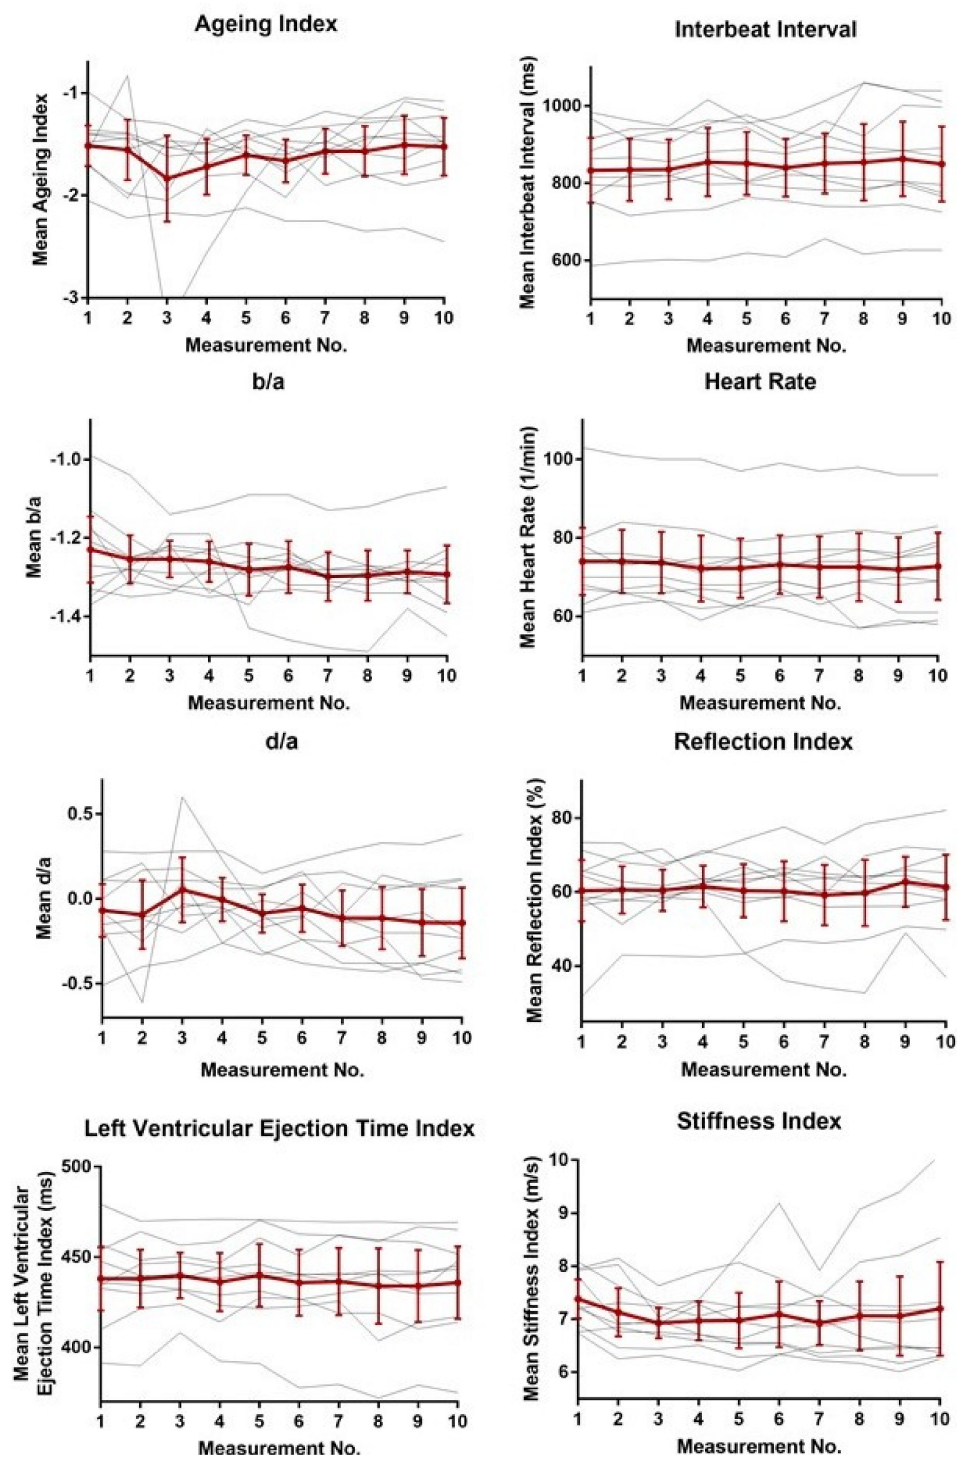 Ageing Index
Mean Ageing Index
-1
-2
-3
1 2 3 4 5 6 7 8 9 10
Measurement No.
Interbeat Interval
Mean Interbeat Interval (ms)
1000
800
600
1 2 3 4 5 6 7 8 9 10
Measurement No.
b/a
Mean b/a
-1.0
-1.2
-1.4
1 2 3 4 5 6 7 8 9 10
Measurement No.
Heart Rate
Mean Heart Rate (1/min)
100
80
60
1 2 3 4 5 6 7 8 9 10
Measurement No.
d/a
Mean d/a
0.5
0.0
-0.5
1 2 3 4 5 6 7 8 9 10
Measurement No.
Reflection Index
Mean Reflection Index (%)
80
60
40
1 2 3 4 5 6 7 8 9 10
Measurement No.
Left Ventricular Ejection Time Index
Mean Left Ventricular
Ejection Time Index (ms)
500
450
400
1 2 3 4 5 6 7 8 9 10
Measurement No.
Stiffness Index
Mean Stiffness Index (m/s)
10
9
8
7
6
1 2 3 4 5 6 7 8 9 10
Measurement No.